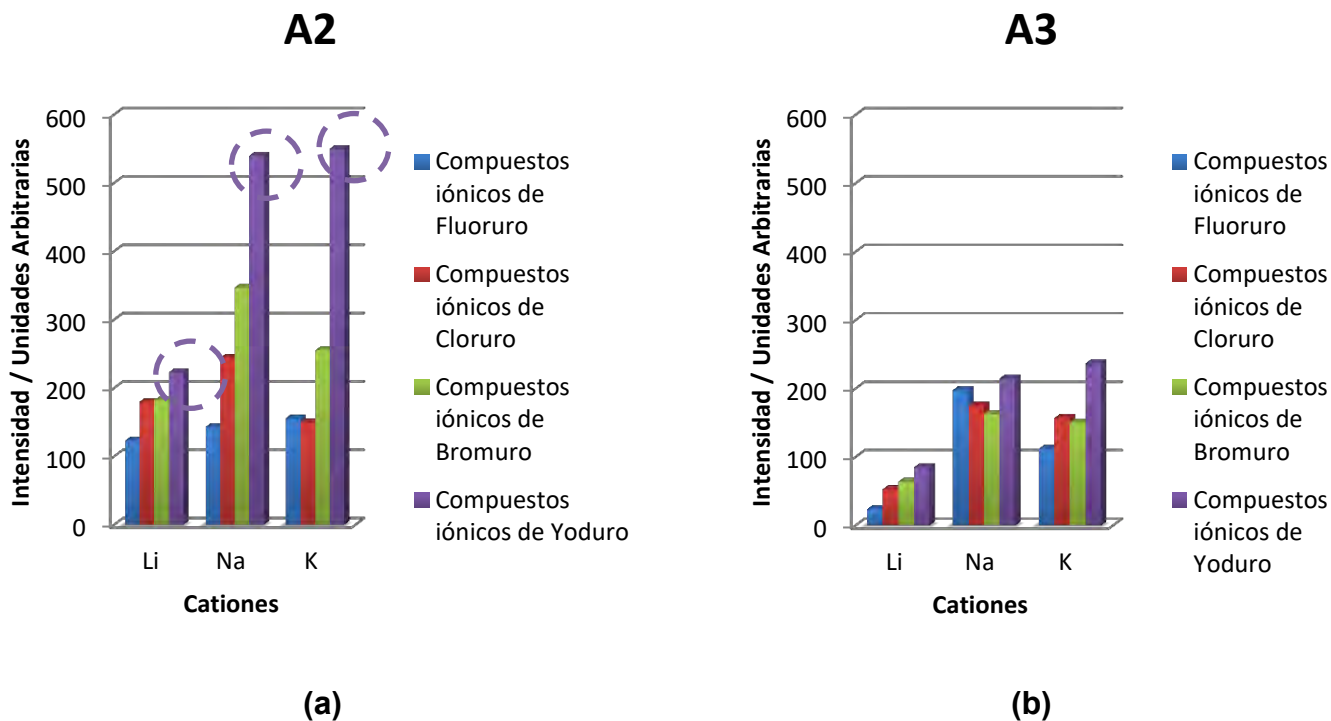 A2
Intensidad / Unidades Arbitrarias
600
500
400
300
200
100
0
Li
Na
K
Cationes
Compuestos
iónicos de
Fluoruro
Compuestos
iónicos de
Cloruro
Compuestos
iónicos de
Bromuro
Compuestos
iónicos de Yoduro
(a)
A3
Intensidad / Unidades Arbitrarias
600
500
400
300
200
100
0
Li
Na
K
Cationes
Compuestos
iónicos de
Fluoruro
Compuestos
iónicos de
Cloruro
Compuestos
iónicos de
Bromuro
Compuestos
iónicos de
Yoduro
(b)